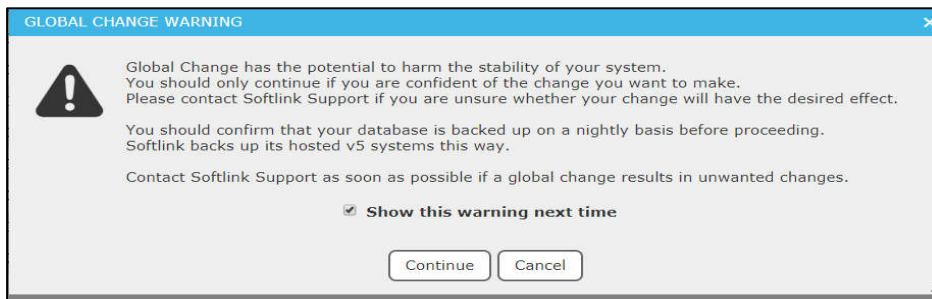 GLOBAL CHANGE WARNING
Global Change has the potential to harm the stability of your system.
You should only continue if you are confident of the change you want to make.
Please contact Softlink Support if you are unsure whether your change will have the desired effect.
You should confirm that your database is backed up on a nightly basis before proceeding.
Softlink backs up its hosted v5 systems this way.
Contact Softlink Support as soon as possible if a global change results in unwanted changes.
Show this warning next time
Continue Cancel